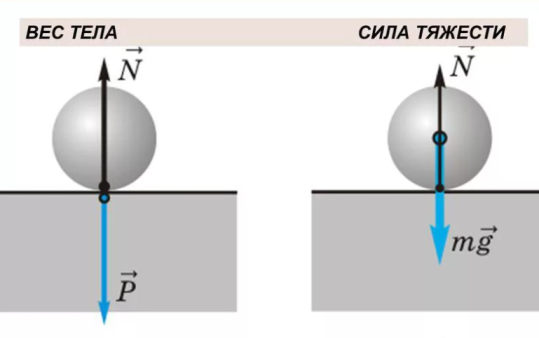 ВЕС ТЕЛА
СИЛА ТЯЖЕСТИ
N⃗
N⃗
mg⃗
P⃗